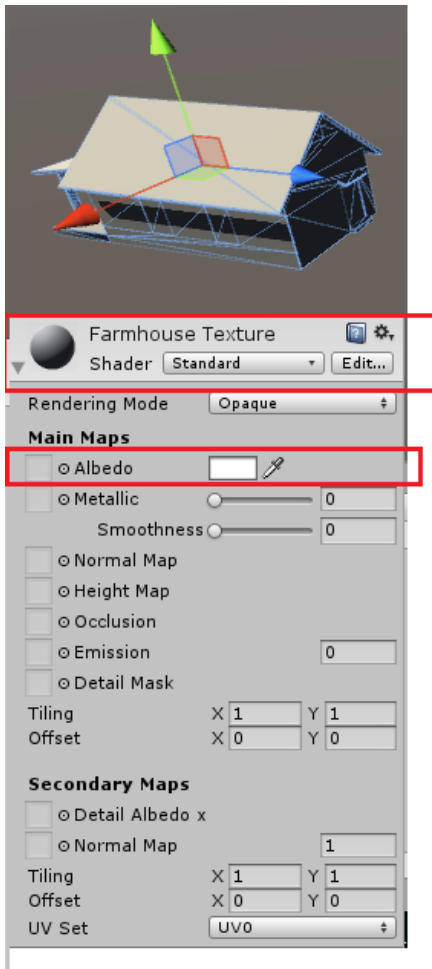 Farmhouse Texture
Shader Standard Edit...
Rendering Mode Opaque
Main Maps
Albedo
Metallic 0
Smoothness 0
Normal Map
Height Map
Occlusion
Emission 0
Detail Mask
Tiling X 1 Y 1
Offset X 0 Y 0
Secondary Maps
Detail Albedo x
Normal Map 1
Tiling X 1 Y 1
Offset X 0 Y 0
UV Set UV0